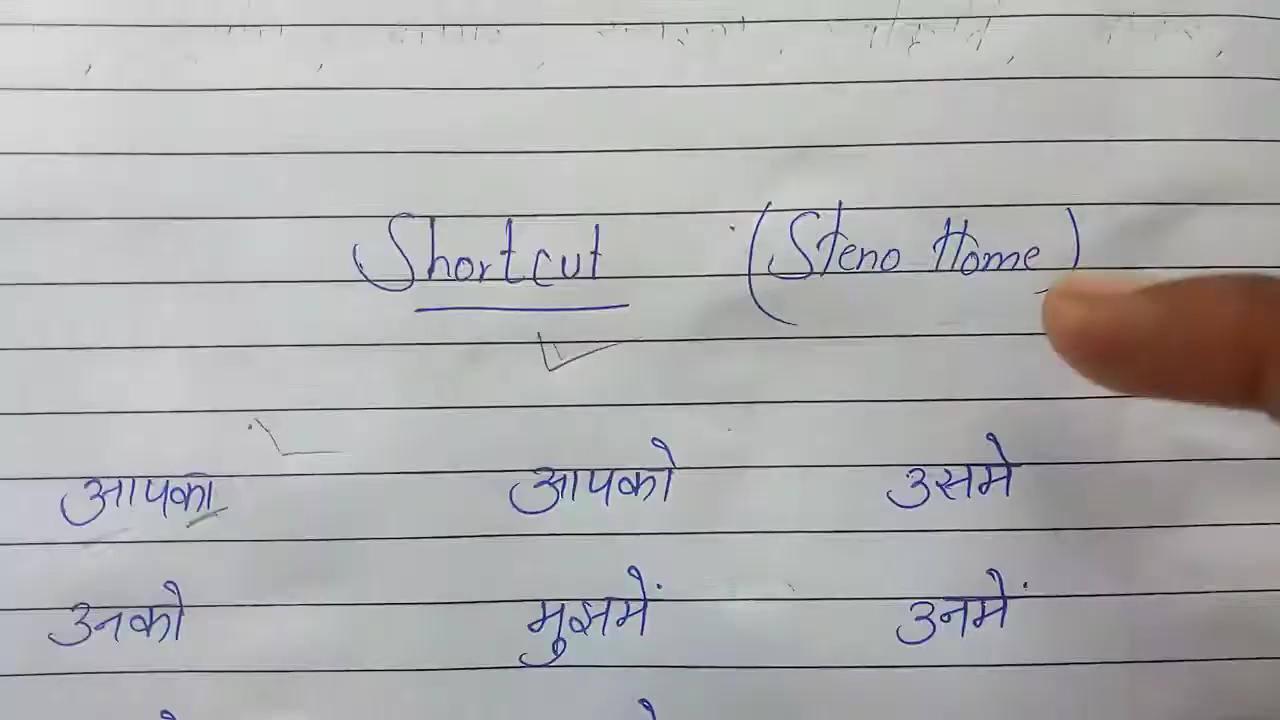 Shortcut (Steno Home)
आपका आपको उसमे
उनको मुझमें उनमें